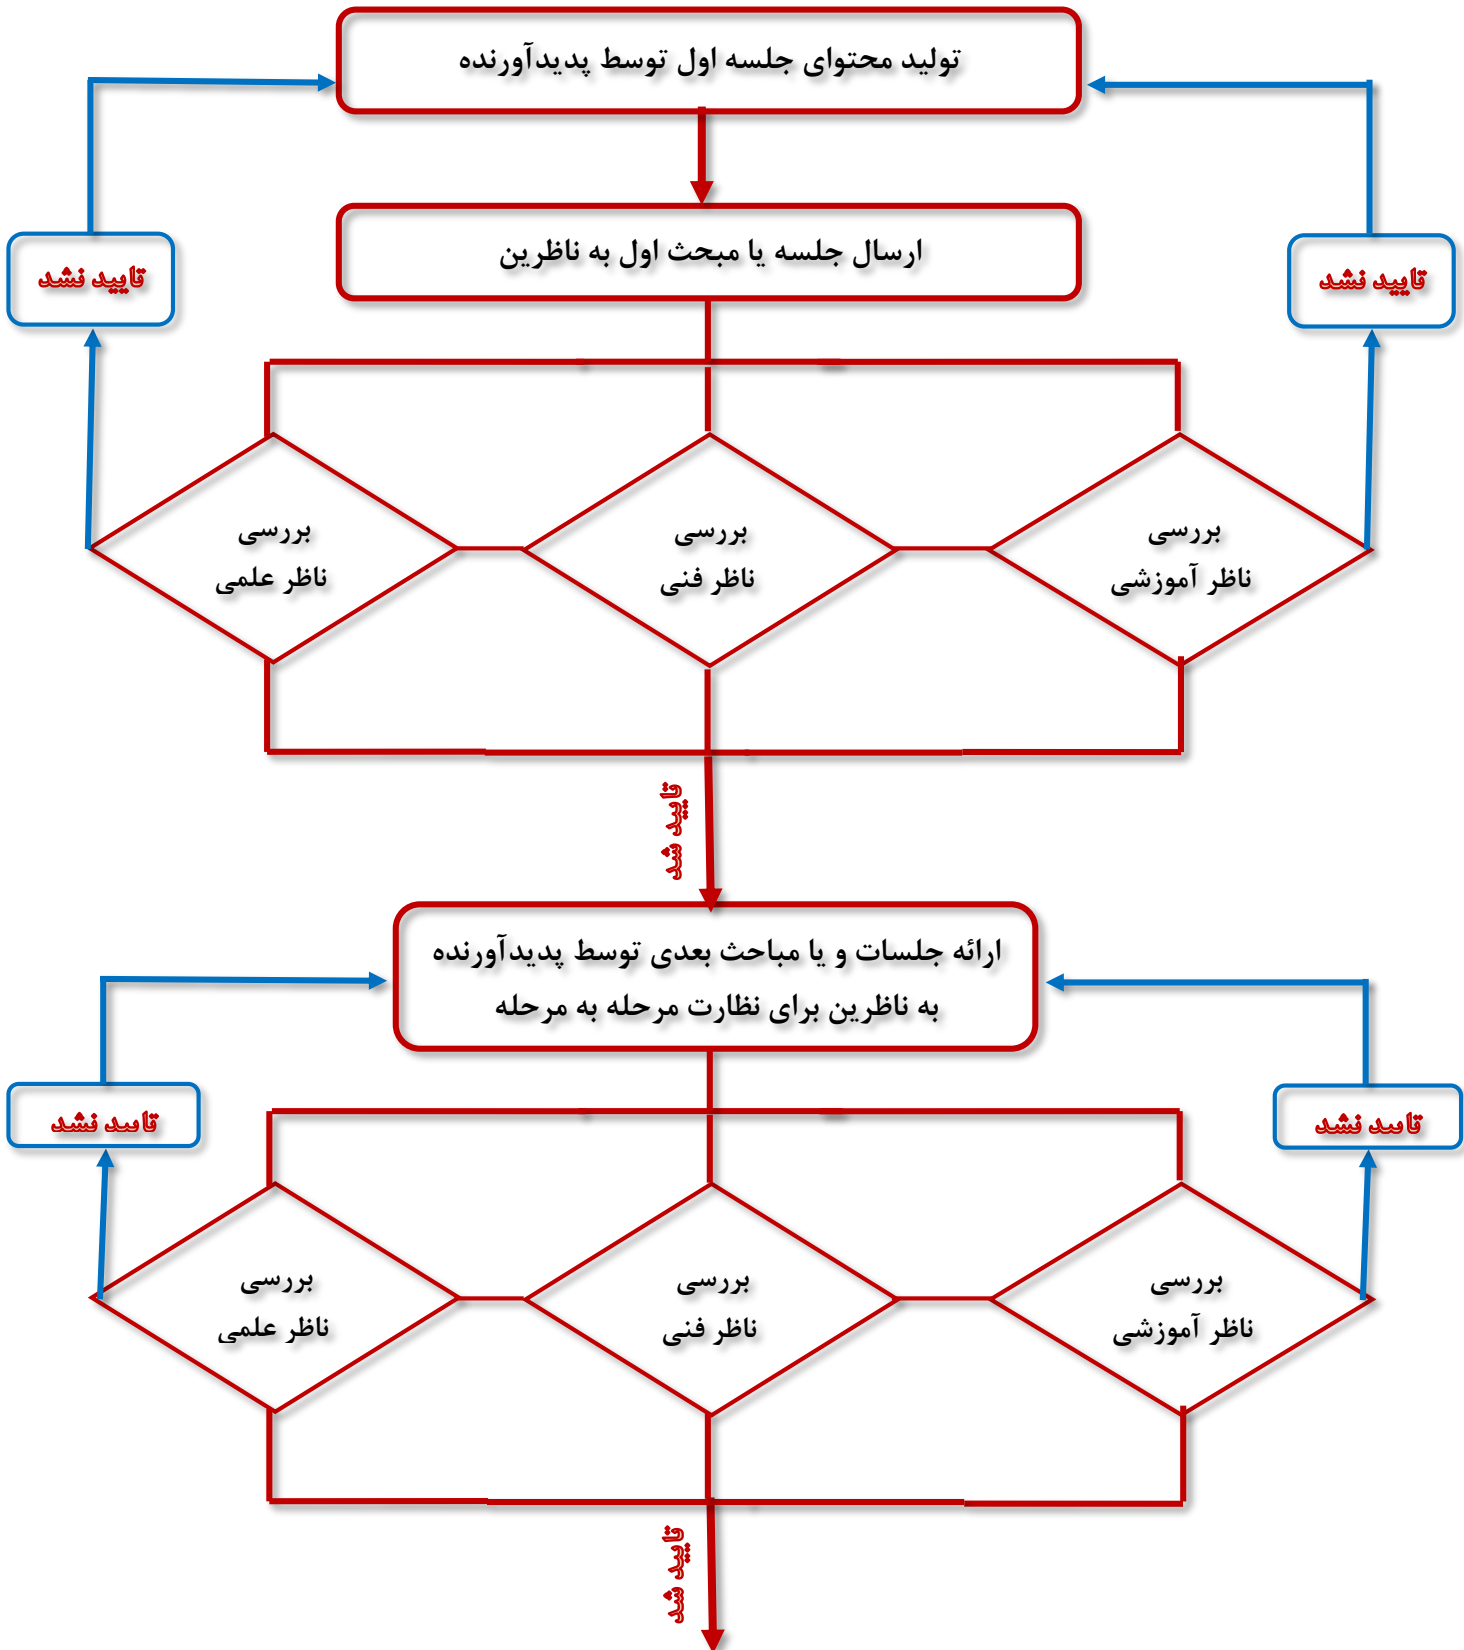 تولید محتوای جلسه اول توسط پدیدآورنده
ارسال جلسه یا مبحث اول به ناظرین
تایید نشد
تایید نشد
بررسی
ناظر آموزشی
بررسی
ناظر فنی
بررسی
ناظر علمی
تایید شد
ارائه جلسات و یا مباحث بعدی توسط پدیدآورنده
به ناظرین برای نظارت مرحله به مرحله
تایید نشد
تایید نشد
بررسی
ناظر آموزشی
بررسی
ناظر فنی
بررسی
ناظر علمی
تایید شد